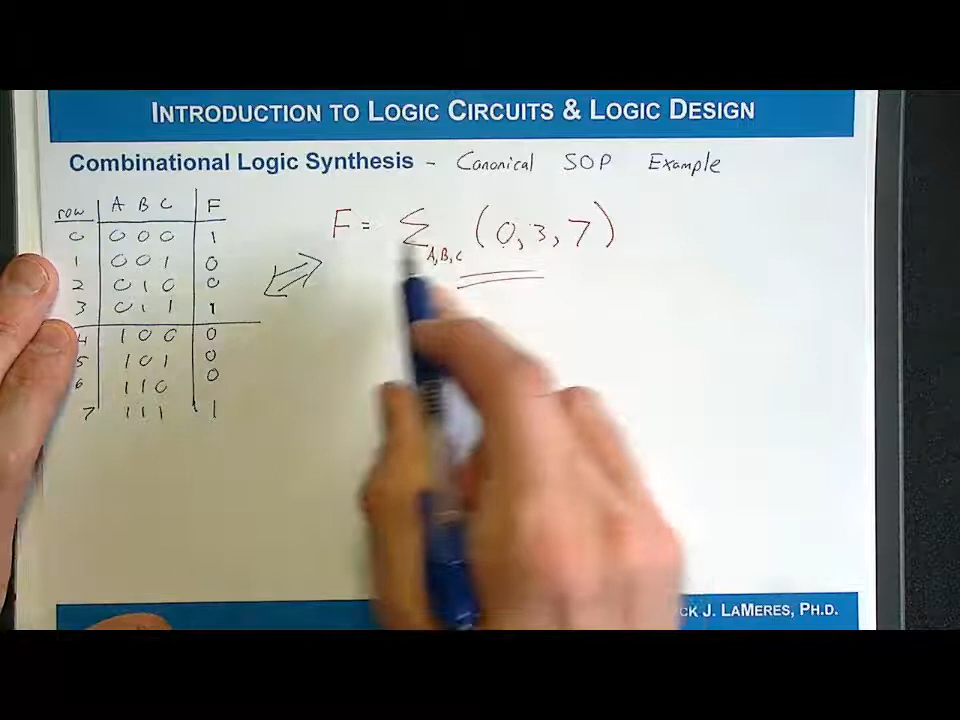 INTRODUCTION TO LOGIC CIRCUITS & LOGIC DESIGN
Combinational Logic Synthesis - Canonical SOP Example
row A B C F
0 0 0 0 1
1 0 0 1 0
2 0 1 0 0
3 0 1 1 1
4 1 0 0 0
5 1 0 1 0
6 1 1 0 0
7 1 1 1 1
F = Σ A,B,C (0,3,7)
CK J. LAMERES, PH.D.